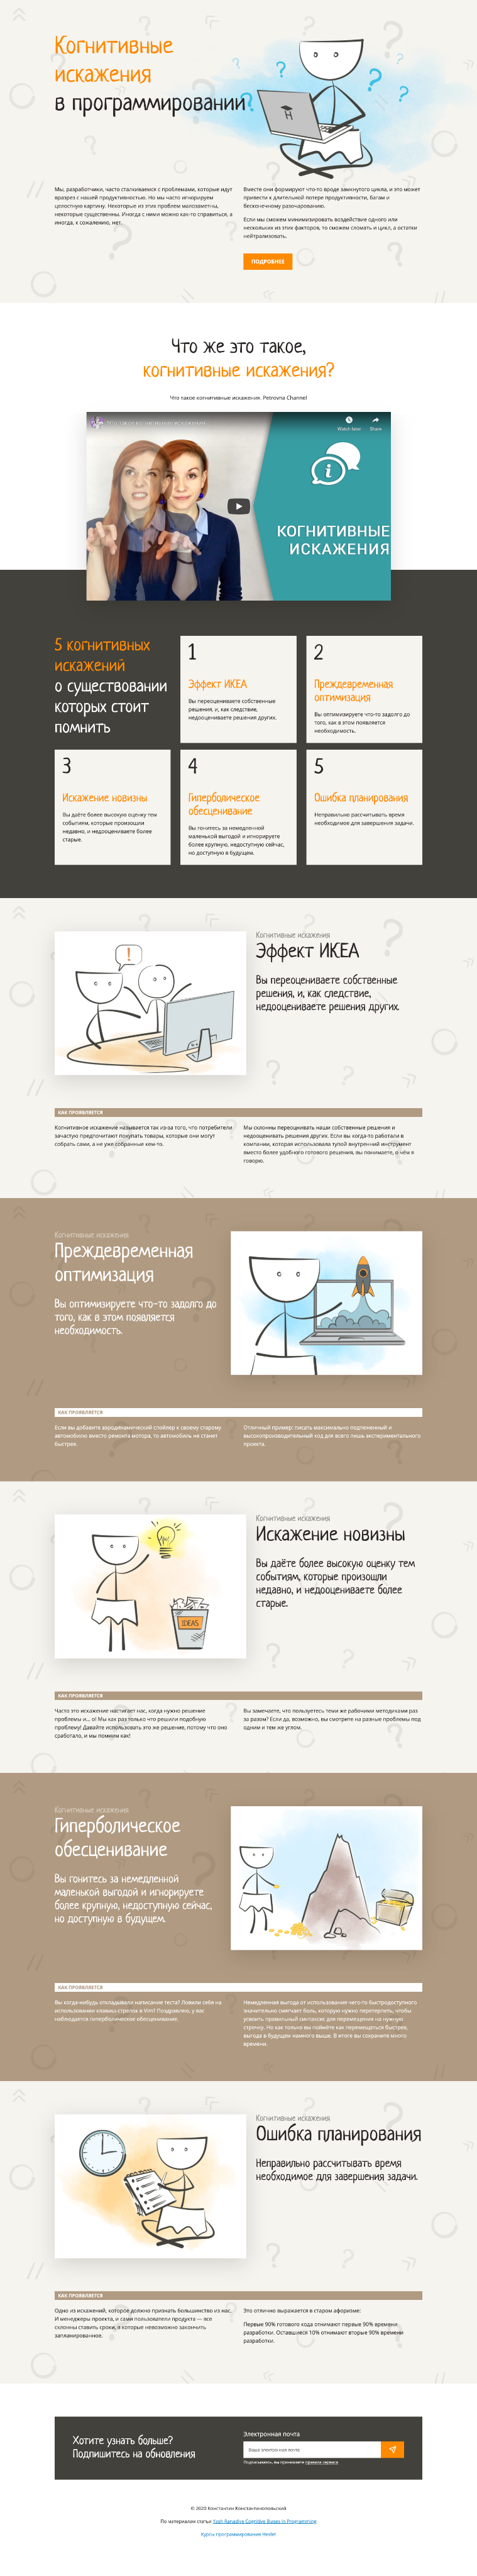 Когнитивные
искажения
в программировании
Мы, разработчики, часто сталкиваемся с проблемами, которые идут
вразрез с нашей продуктивностью. Но мы часто игнорируем
целостную картину. Некоторые из этих проблем малозаметны,
некоторые существенны. Иногда с ними можно как-то справиться, а
иногда, к сожалению, нет.
Вместе они формируют что-то вроде замкнутого цикла, и это может
привести к длительной потере продуктивности, багам и
бесконечному разочарованию.
Если мы сможем минимизировать воздействие одного или
нескольких из этих факторов, то сможем сломать и цикл, а остатки
нейтрализовать.
ПОДРОБНЕЕ
Что же это такое,
когнитивные искажения?
Что такое когнитивные искажения. Petrovna Channel
Что такое когнитивные искажения
Watch later
Share
КОГНИТИВНЫЕ
ИСКАЖЕНИЯ
5 когнитивных
искажений
о существовании
которых стоит
помнить
1
Эффект ИКЕА
Вы переоцениваете собственные
решения, и, как следствие,
недооцениваете решения других.
2
Преждевременная
оптимизация
Вы оптимизируете что-то задолго до
того, как в этом появляется
необходимость.
3
Искажение новизны
Вы даёте более высокую оценку тем
событиям, которые произошли
недавно, и недооцениваете более
старые.
4
Гиперболическое
обесценивание
Вы гонитесь за немедленной
маленькой выгодой и игнорируете
более крупную, недоступную сейчас,
но доступную в будущем.
5
Ошибка планирования
Неправильно рассчитывать время
необходимое для завершения задачи.
Когнитивные искажения
Эффект ИКЕА
Вы переоцениваете собственные
решения, и, как следствие,
недооцениваете решения других.
КАК ПРОЯВЛЯЕТСЯ
Когнитивное искажение называется так из-за того, что потребители
зачастую предпочитают покупать товары, которые они могут
собрать сами, а не уже собранные кем-то.
Мы склонны переоценивать наши собственные решения и
недооценивать решения других. Если вы когда-то работали в
компании, которая использовала тупой внутренний инструмент
вместо более удобного готового решения, вы понимаете, о чём я
говорю.
Когнитивные искажения
Преждевременная
оптимизация
Вы оптимизируете что-то задолго до
того, как в этом появляется
необходимость.
КАК ПРОЯВЛЯЕТСЯ
Если вы добавите аэродинамический спойлер к своему старому
автомобилю вместо ремонта мотора, то автомобиль не станет
быстрее.
Отличный пример: писать максимально подтюненный и
высокопроизводительный код для всего лишь экспериментального
проекта.
Когнитивные искажения
Искажение новизны
Вы даёте более высокую оценку тем
событиям, которые произошли
недавно, и недооцениваете более
старые.
IDEAS
КАК ПРОЯВЛЯЕТСЯ
Часто это искажение настигает нас, когда нужно решение
проблемы и... о! Мы как раз только что решили подобную
проблему! Давайте использовать это же решение, потому что оно
сработало, и мы помним как!
Вы замечаете, что пользуетесь теми же рабочими методиками раз
за разом? Если да, возможно, вы смотрите на разные проблемы под
одним и тем же углом.
Когнитивные искажения
Гиперболическое
обесценивание
Вы гонитесь за немедленной
маленькой выгодой и игнорируете
более крупную, недоступную сейчас,
но доступную в будущем.
КАК ПРОЯВЛЯЕТСЯ
Вы когда-нибудь откладывали написание теста? Ловили себя на
использовании клавиш-стрелок в Vim? Поздравляю, у вас
наблюдается гиперболическое обесценивание.
Немедленная выгода от использования чего-то быстродоступного
значительно смягчает боль, которую нужно перетерпеть, чтобы
усвоить правильный синтаксис для перемещения на нужную
строчку. Но как только вы поймёте как перемещаться быстрее,
выгода в будущем намного выше. В итоге вы сохраните много
времени.
Когнитивные искажения
Ошибка планирования
Неправильно рассчитывать время
необходимое для завершения задачи.
КАК ПРОЯВЛЯЕТСЯ
Одно из искажений, которое должно признать большинство из нас.
И менеджеры проекта, и сами пользователи продукта — все
склонны ставить сроки, в которые невозможно закончить
запланированное.
Это отлично выражается в старом афоризме:
Первые 90% готового кода отнимают первые 90% времени
разработки. Оставшиеся 10% отнимают вторые 90% времени
разработки.
Хотите узнать больше?
Подпишитесь на обновления
Электронная почта
Ваша электронная почта
Подписываясь, вы принимаете правила сервиса
© 2020 Константин Константинопольский
По материалам статьи Yash Ranadive Cognitive Biases in Programming
Курсы программирования Hexlet